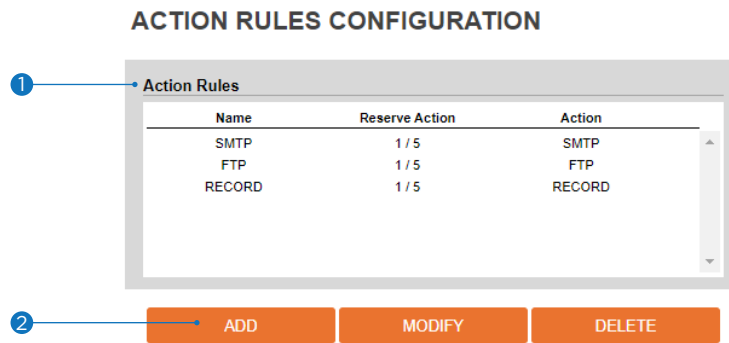 ACTION RULES CONFIGURATION
1 Action Rules
Name Reserve Action Action
SMTP 1 / 5 SMTP
FTP 1 / 5 FTP
RECORD 1 / 5 RECORD
2 ADD MODIFY DELETE